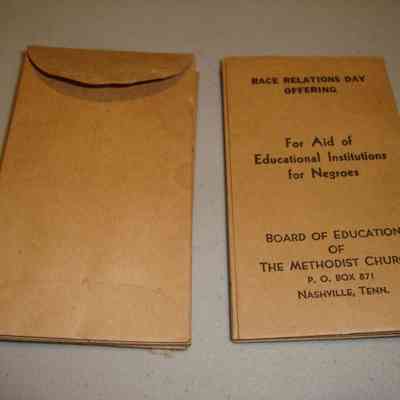 RACE RELATIONS DAY
OFFERING
For Aid of
Educational Institutions
for Negroes
BOARD OF EDUCATION
OF
THE METHODIST CHURC
P. O. BOX 871
NASHVILLE, TENN.